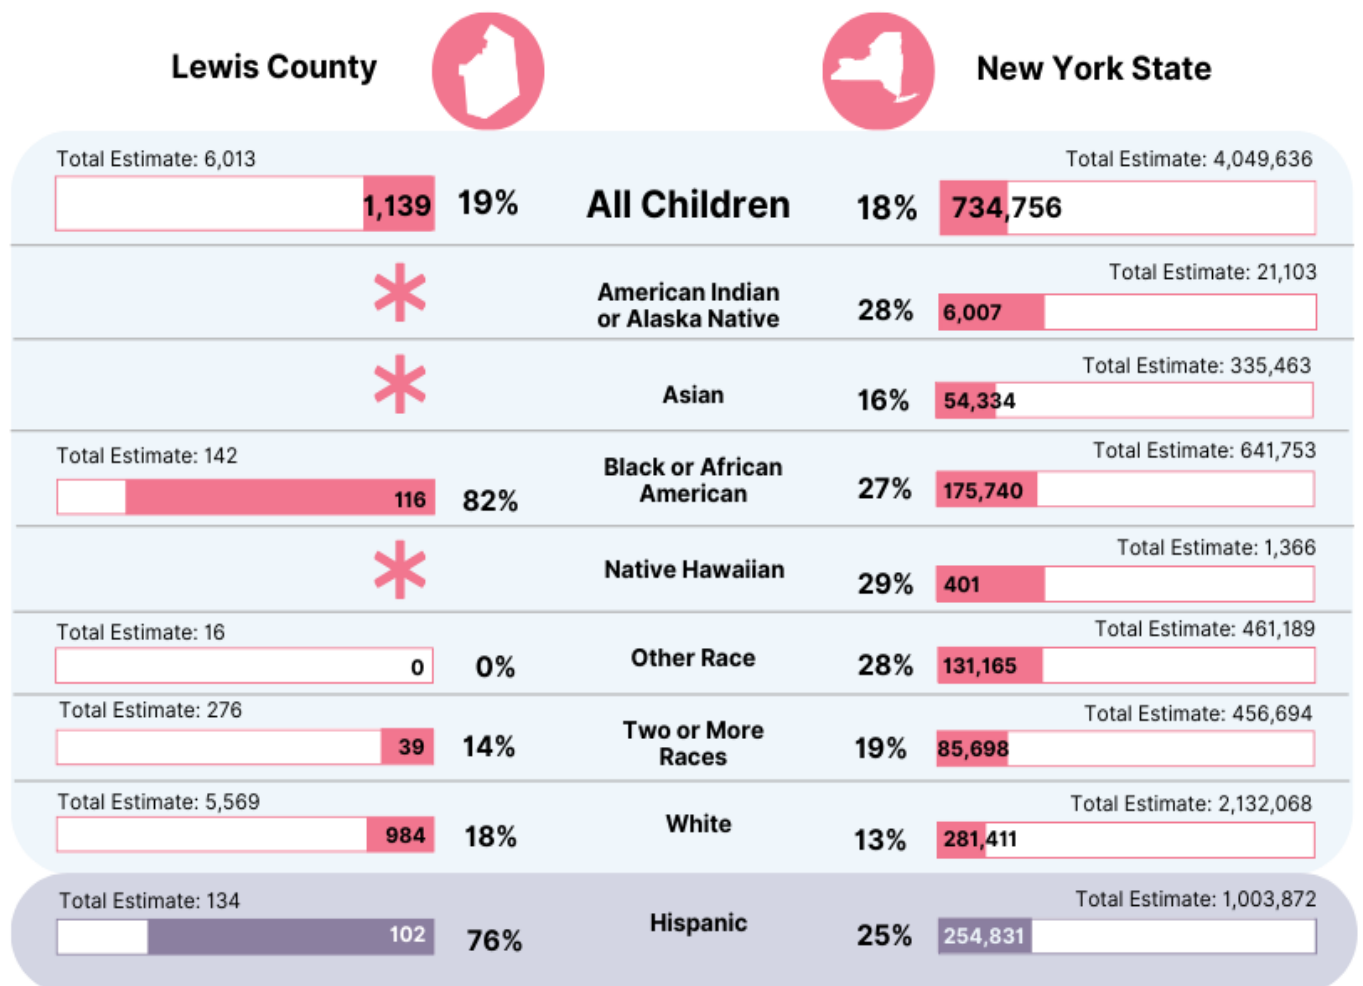 Lewis County
New York State
Total Estimate: 6,013
Total Estimate: 4,049,636
1,139 19% All Children 18% 734,756
Total Estimate: 21,103
* American Indian
or Alaska Native 28% 6,007
Total Estimate: 335,463
* Asian 16% 54,334
Total Estimate: 142
Total Estimate: 641,753
116 82% Black or African
American 27% 175,740
Total Estimate: 1,366
* Native Hawaiian 29% 401
Total Estimate: 16
Total Estimate: 461,189
0 0% Other Race 28% 131,165
Total Estimate: 276
Total Estimate: 456,694
39 14% Two or More
Races 19% 85,698
Total Estimate: 5,569
Total Estimate: 2,132,068
984 18% White 13% 281,411
Total Estimate: 134
Total Estimate: 1,003,872
102 76% Hispanic 25% 254,831